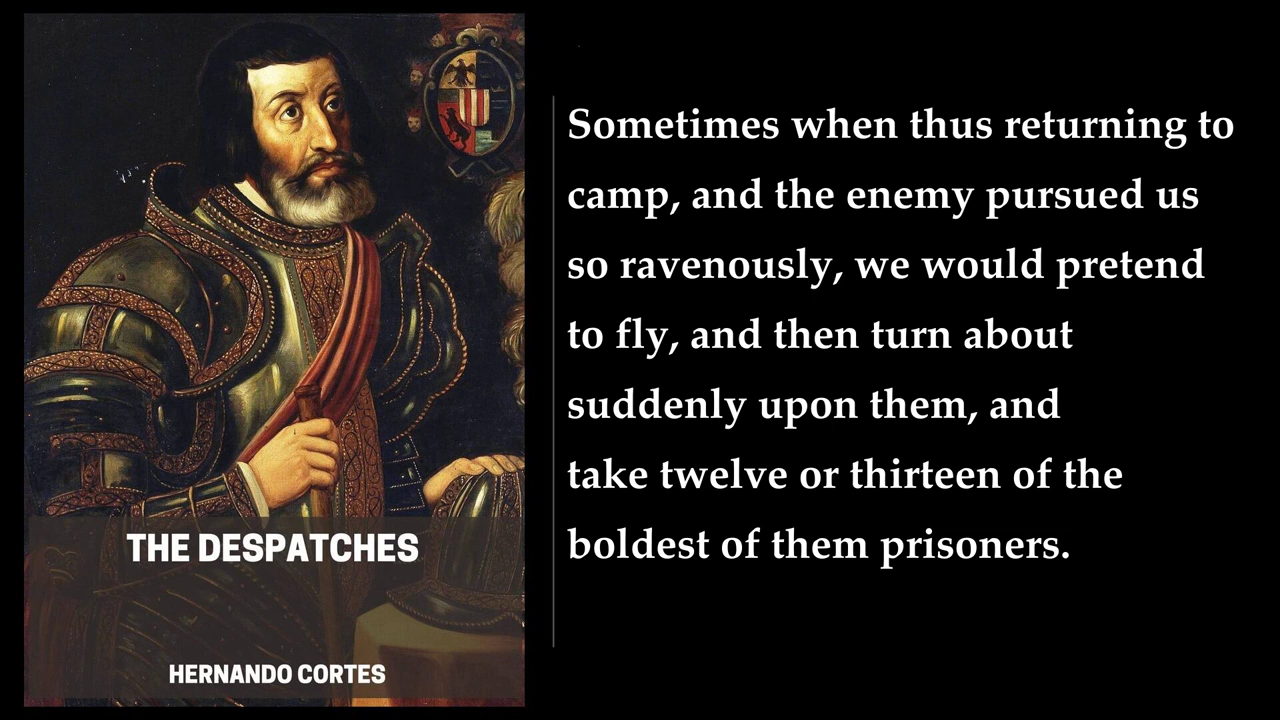 THE DESPATCHES
HERNANDO CORTES
Sometimes when thus returning to
camp, and the enemy pursued us
so ravenously, we would pretend
to fly, and then turn about
suddenly upon them, and
take twelve or thirteen of the
boldest of them prisoners.